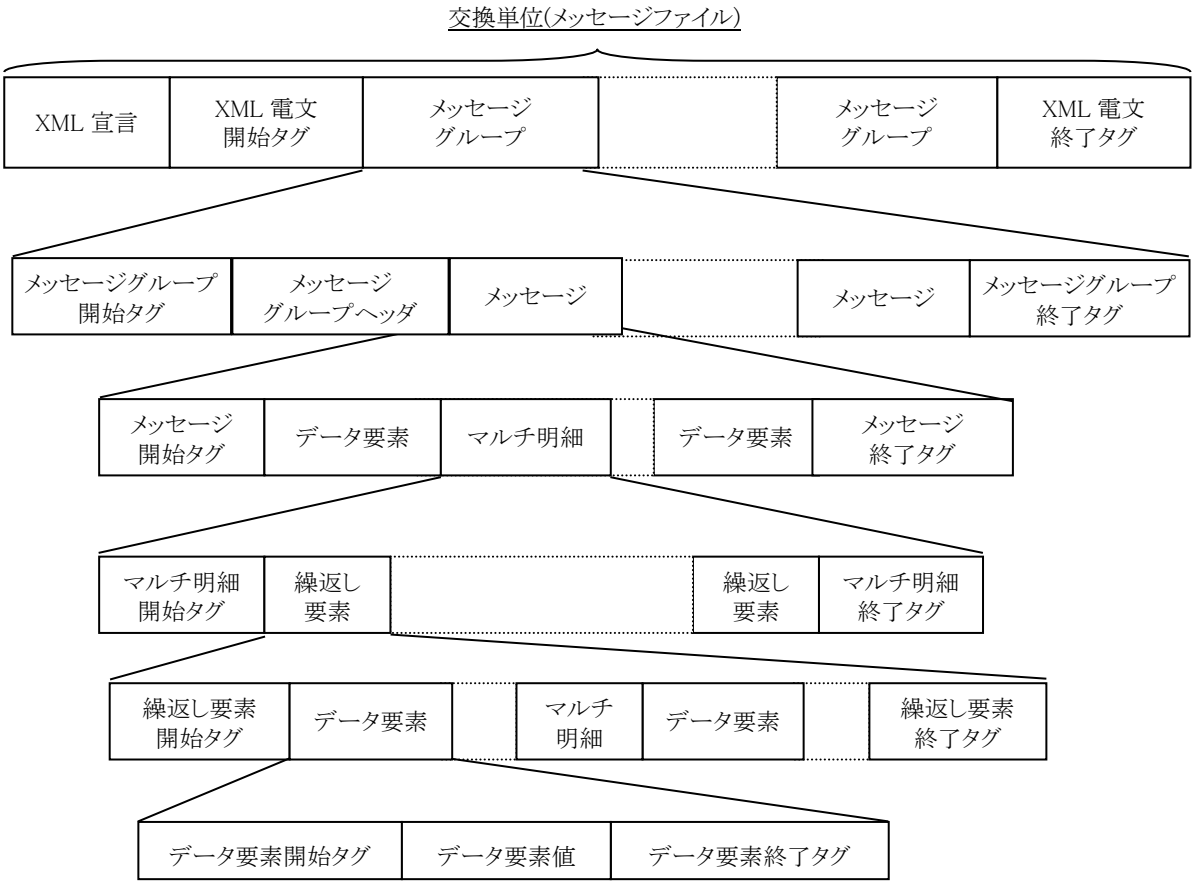 交換単位(メッセージファイル)
XML 宣言
XML 電文
開始タグ
メッセージ
グループ
メッセージ
グループ
XML 電文
終了タグ
メッセージグループ
開始タグ
メッセージ
グループヘッダ
メッセージ
メッセージ
メッセージグループ
終了タグ
メッセージ
開始タグ
データ要素
マルチ明細
データ要素
メッセージ
終了タグ
マルチ明細
開始タグ
繰返し
要素
繰返し
要素
マルチ明細
終了タグ
繰返し要素
開始タグ
データ要素
マルチ
明細
データ要素
繰返し要素
終了タグ
データ要素開始タグ
データ要素値
データ要素終了タグ